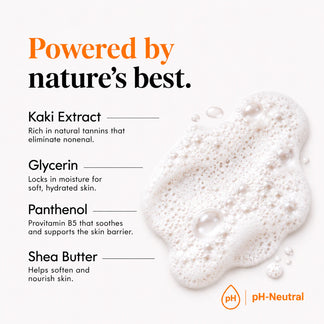 Powered by
nature's best.
Kaki Extract
Rich in natural tannins that
eliminate nonenal.
Glycerin
Locks in moisture for
soft, hydrated skin.
Panthenol
Provitamin B5 that soothes
and supports the skin barrier.
Shea Butter
Helps soften and
nourish skin.
pH
pH-Neutral